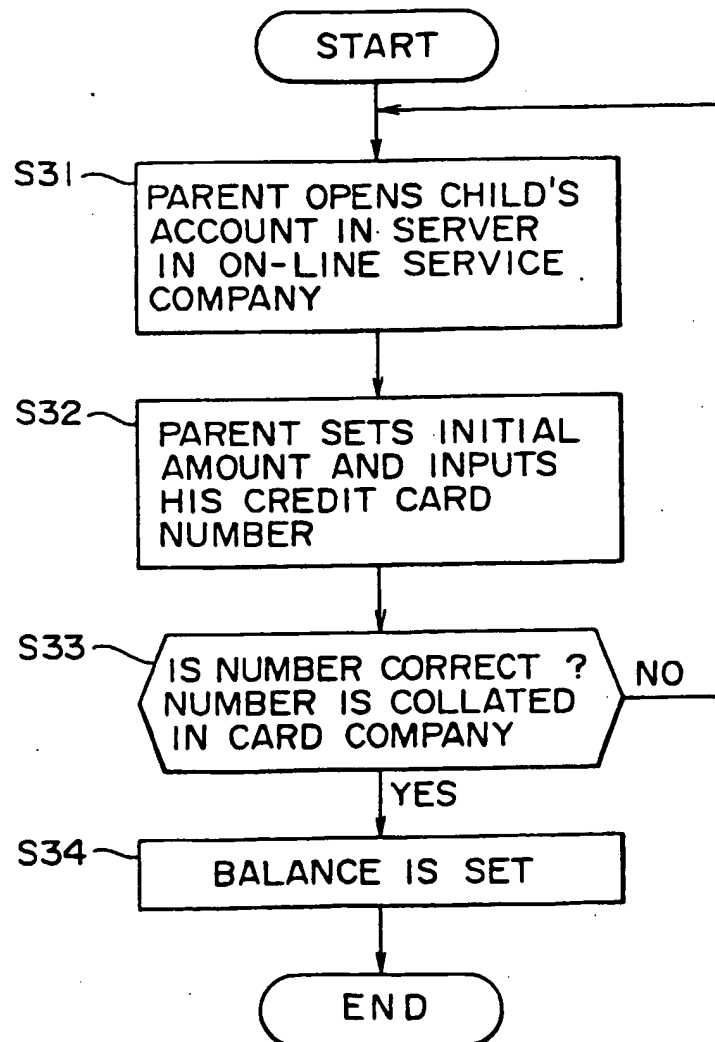 START
S31
PARENT OPENS CHILD'S
ACCOUNT IN SERVER
IN ON-LINE SERVICE
COMPANY
S32
PARENT SETS INITIAL
AMOUNT AND INPUTS
HIS CREDIT CARD
NUMBER
S33
IS NUMBER CORRECT ?
NUMBER IS COLLATED
IN CARD COMPANY
NO
YES
S34
BALANCE IS SET
END